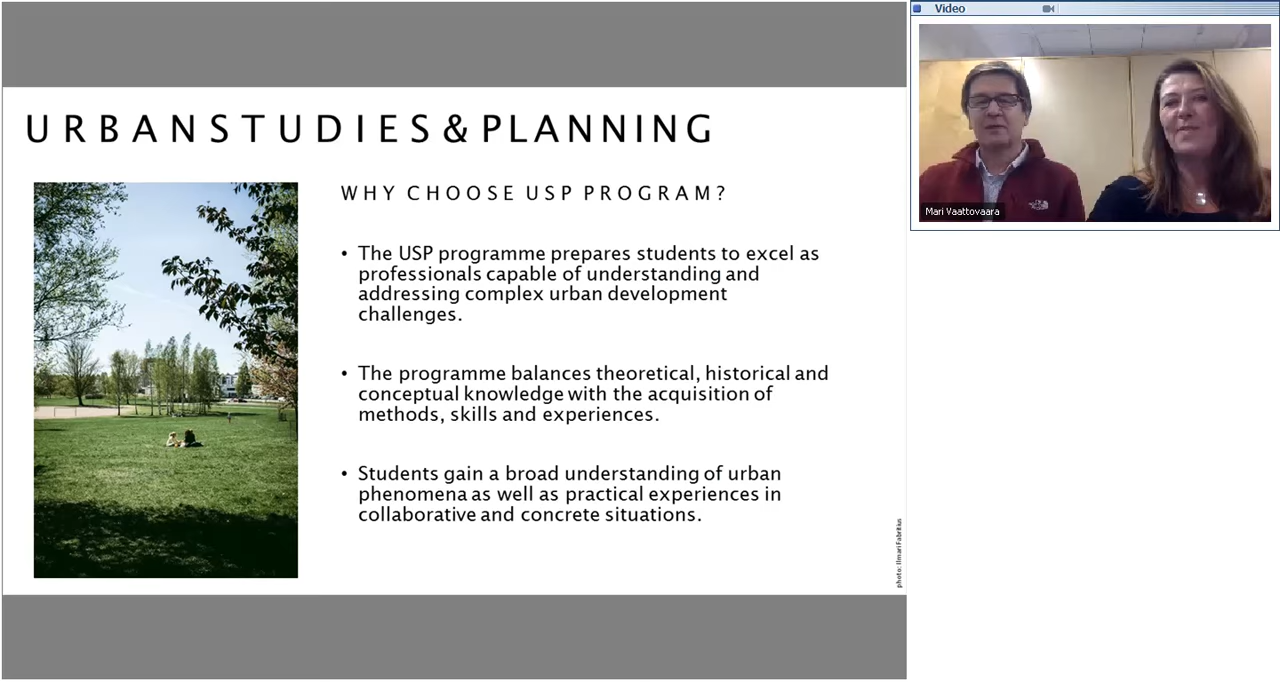 Video
URBANSTUDIES&PLANNING
WHY CHOOSE USP PROGRAM?
• The USP programme prepares students to excel as
professionals capable of understanding and
addressing complex urban development
challenges.
• The programme balances theoretical, historical and
conceptual knowledge with the acquisition of
methods, skills and experiences.
• Students gain a broad understanding of urban
phenomena as well as practical experiences in
collaborative and concrete situations.
photo: Ilmari Fabritius
Mari Vaattovaara